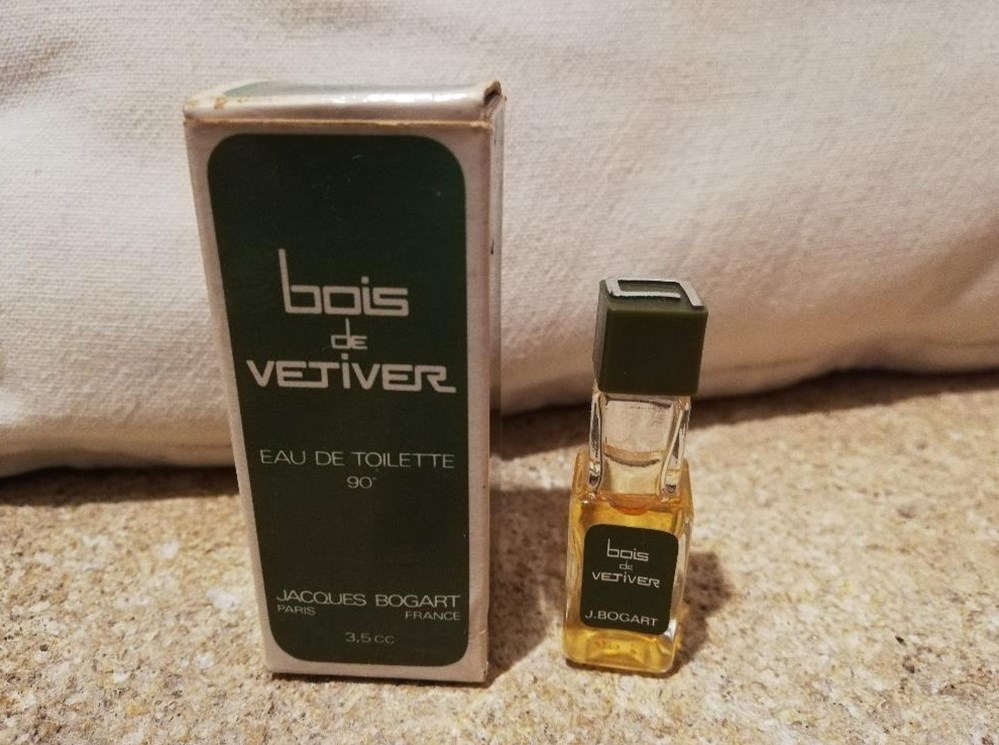 bois
de
VETiVER
EAU DE TOILETTE
90°
JACQUES BOGART
PARIS FRANCE
3,5 cc
bois
de
VETiVER
J.BOGART